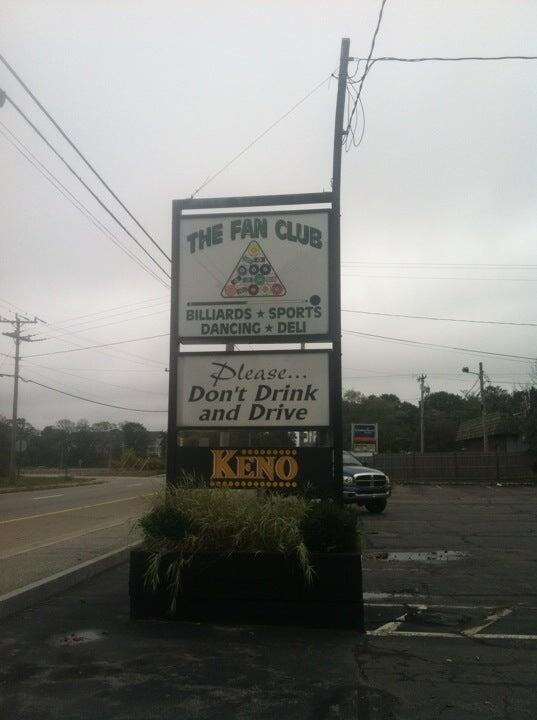 THE FAN CLUB
BILLIARDS ★ SPORTS
DANCING ★ DELI
Please...
Don't Drink
and Drive
KENO